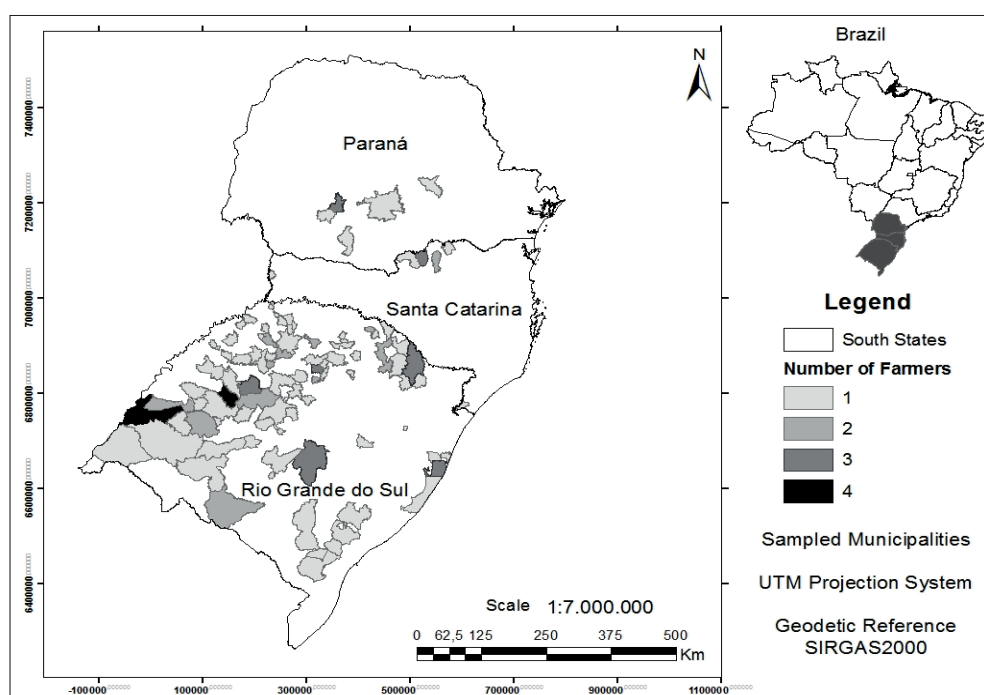 Brazil
N
Paraná
Santa Catarina
Rio Grande do Sul
7400000
7200000
7000000
6800000
6600000
6400000
Scale 1:7.000.000
0 62,5 125 250 375 500
Km
-100000 100000 300000 500000 700000 900000 1100000
Legend
South States
Number of Farmers
1
2
3
4
Sampled Municipalities
UTM Projection System
Geodetic Reference
SIRGAS2000